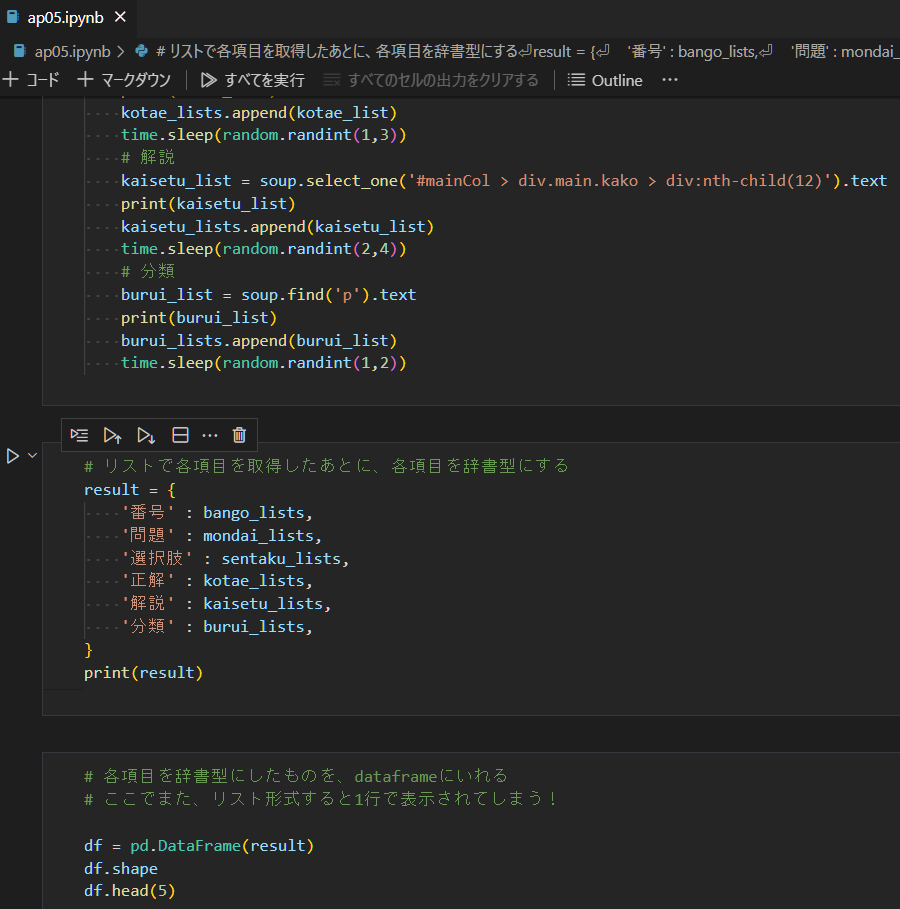 ap05.ipynb
ap05.ipynb > # リストで各項目を取得したあとに、各項目を辞書型にする⏎result = {⏎ '番号' : bango_lists,⏎ '問題' : mondai_
+ コード + マークダウン すべてを実行 すべてのセルの出力をクリアする Outline ...
kotae_lists.append(kotae_list)
time.sleep(random.randint(1,3))
# 解説
kaisetu_list = soup.select_one('#mainCol > div.main.kako > div:nth-child(12)').text
print(kaisetu_list)
kaisetu_lists.append(kaisetu_list)
time.sleep(random.randint(2,4))
# 分類
burui_list = soup.find('p').text
print(burui_list)
burui_lists.append(burui_list)
time.sleep(random.randint(1,2))
# リストで各項目を取得したあとに、各項目を辞書型にする
result = {
'番号' : bango_lists,
'問題' : mondai_lists,
'選択肢' : sentaku_lists,
'正解' : kotae_lists,
'解説' : kaisetu_lists,
'分類' : burui_lists,
}
print(result)
# 各項目を辞書型にしたものを、dataframeにいれる
# ここでまた、リスト形式すると1行で表示されてしまう！
df = pd.DataFrame(result)
df.shape
df.head(5)